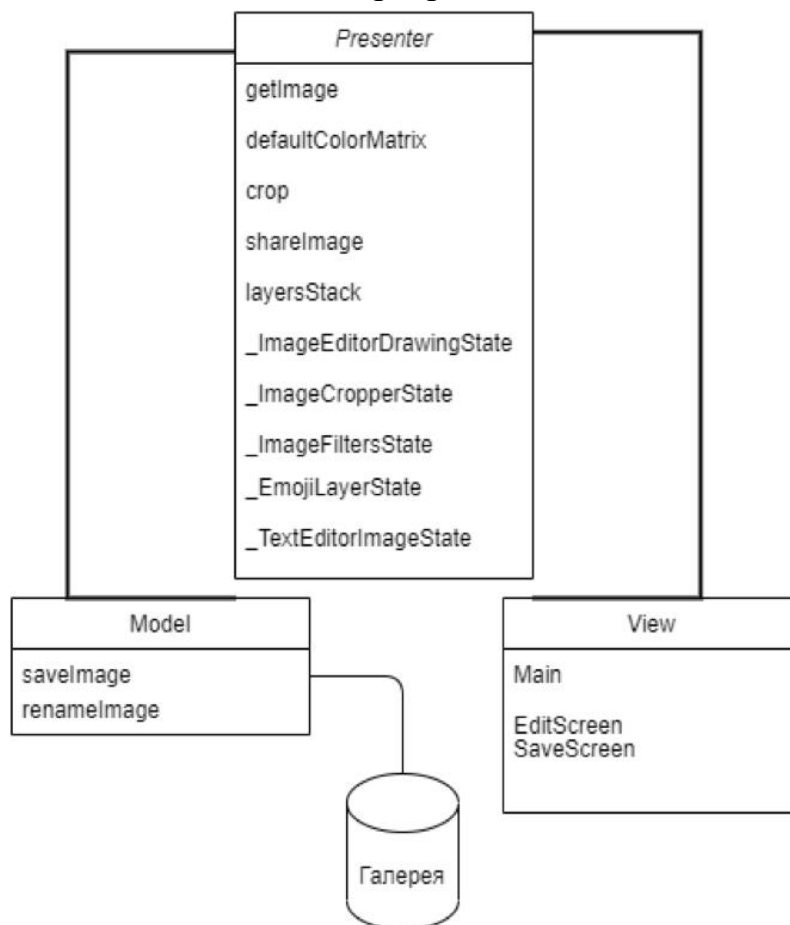 Presenter
getImage
defaultColorMatrix
crop
shareImage
layersStack
_ImageEditorDrawingState
_ImageCropperState
_ImageFiltersState
_EmojiLayerState
_TextEditorImageState
Model
saveImage
renameImage
View
Main
EditScreen
SaveScreen
Галерея